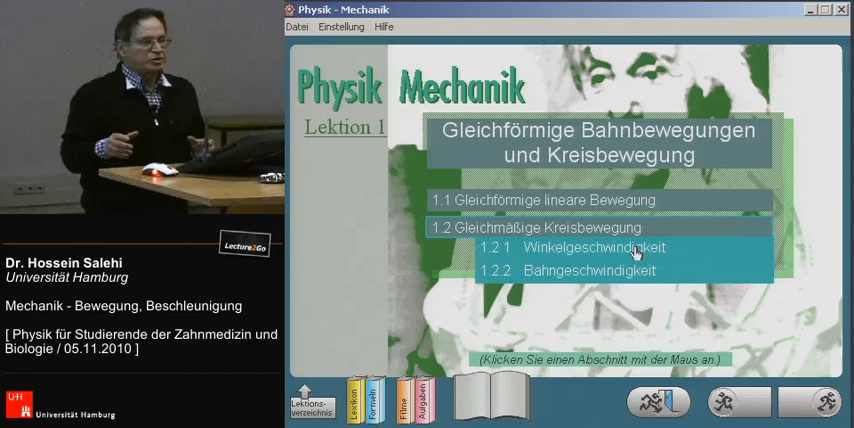 Physik - Mechanik
Datei Einstellung Hilfe
Physik Mechanik
Lektion 1
Gleichförmige Bahnbewegungen
und Kreisbewegung
1.1 Gleichförmige lineare Bewegung
1.2 Gleichmäßige Kreisbewegung
1.2.1 Winkelgeschwindigkeit
1.2.2 Bahngeschwindigkeit
(Klicken Sie einen Abschnitt mit der Maus an.)
Lektions-
verzeichnis.
Lexikon
Formeln
Filme
Aufgaben
Lecture2Go
Dr. Hossein Salehi
Universität Hamburg
Mechanik - Bewegung, Beschleunigung
[ Physik für Studierende der Zahnmedizin und
Biologie / 05.11.2010 ]
UH
Universität Hamburg